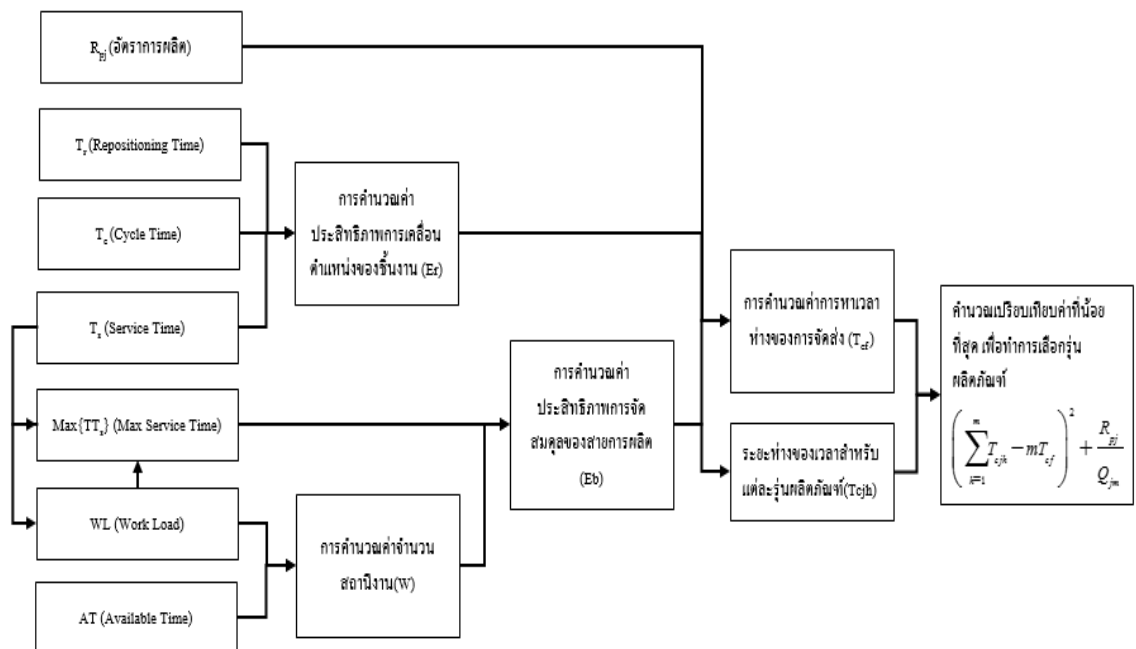 R_pj (อัตราการผลิต)
T_r (Repositioning Time)
T_c (Cycle Time)
T_s (Service Time)
Max{TT_s} (Max Service Time)
WL (Work Load)
AT (Available Time)
การคำนวณค่า
ประสิทธิภาพการเคลื่อน
ตำแหน่งของชิ้นงาน (Er)
การคำนวณค่าจำนวน
สถานีงาน(W)
การคำนวณค่า
ประสิทธิภาพการจัด
สมดุลของสายการผลิต
(Eb)
การคำนวณค่าการหาเวลา
ห่างของการจัดส่ง (T_cf)
ระยะห่างของเวลาสำหรับ
แต่ละรุ่นผลิตภัณฑ์(Tcjh)
คำนวณเปรียบเทียบค่าที่น้อย
ที่สุด เพื่อทำการเลือกรุ่น
ผลิตภัณฑ์
(∑_{h=1}^{m} T_cjh − mT_cf)² + R_pj / Q_jm